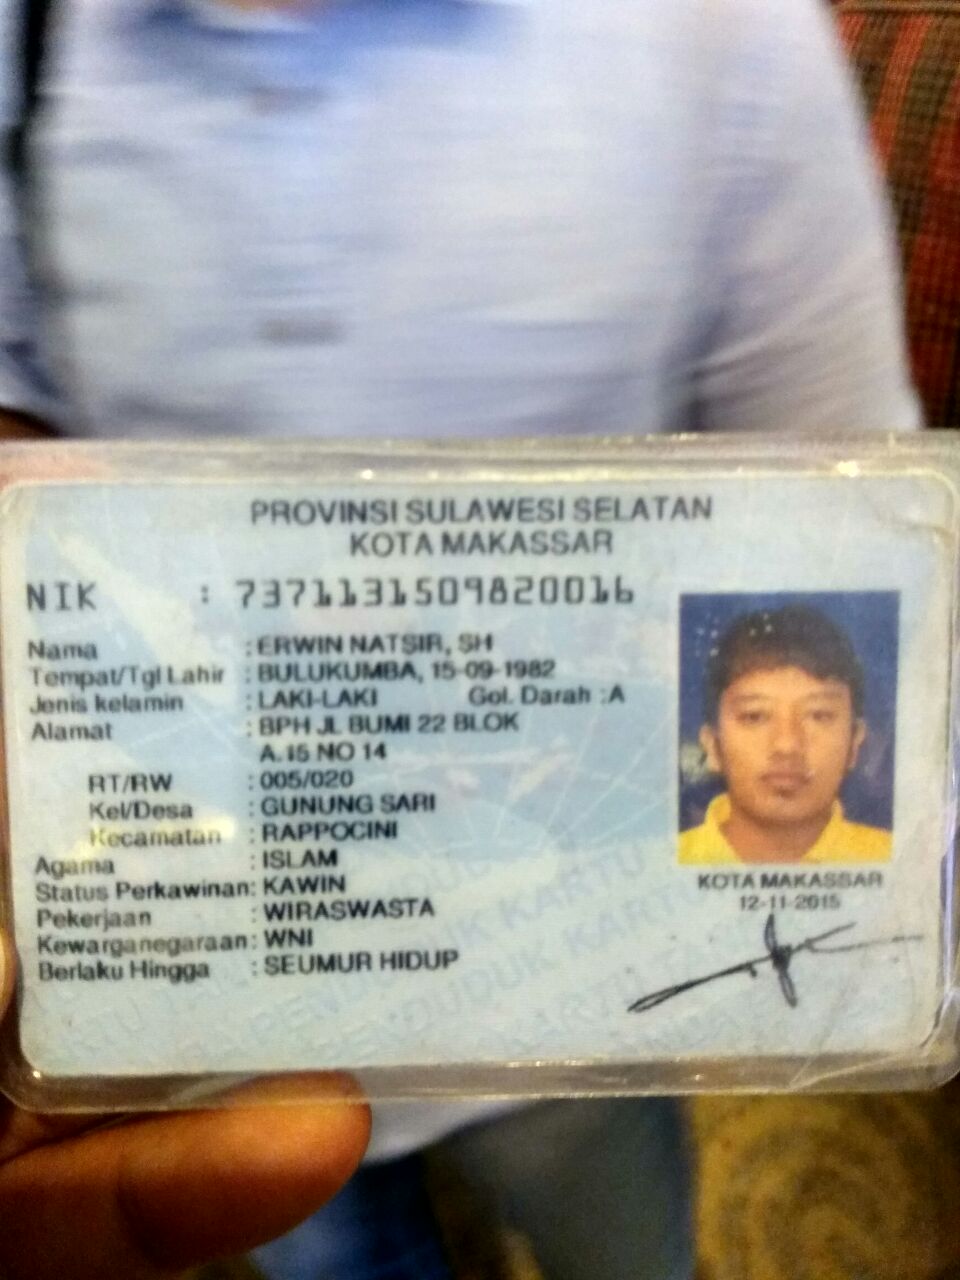 PROVINSI SULAWESI SELATAN
KOTA MAKASSAR
NIK : 7371131509820016
Nama : ERWIN NATSIR, SH
Tempat/Tgl Lahir : BULUKUMBA, 15-09-1982
Jenis kelamin : LAKI-LAKI Gol. Darah : A
Alamat : BPH JL BUMI 22 BLOK
A. 15 NO 14
RT/RW : 005/020
Kel/Desa : GUNUNG SARI
Kecamatan : RAPPOCINI
Agama : ISLAM
Status Perkawinan: KAWIN
Pekerjaan : WIRASWASTA
Kewarganegaraan: WNI
Berlaku Hingga : SEUMUR HIDUP
KOTA MAKASSAR
12-11-2015